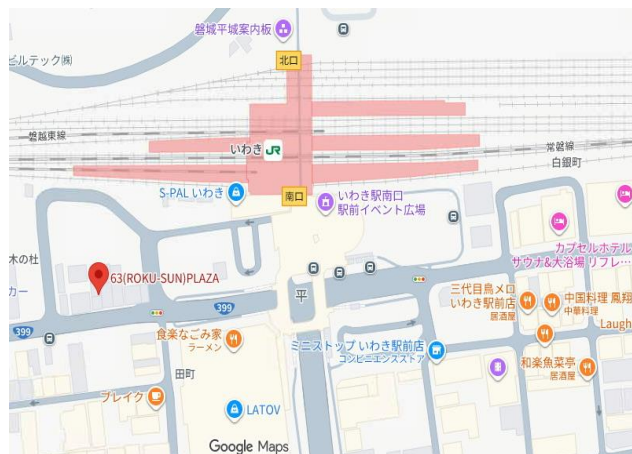 磐城平城案内板
ビルテック㈱
北口
磐越東線
いわき
JR
常磐線
白銀町
S-PAL いわき
南口
いわき駅南口
駅前イベント広場
カプセルホテル
サウナ&大浴場 リフレ...
木の杜
カー
63(ROKU-SUN)PLAZA
平
三代目鳥メロ
いわき駅前店
居酒屋
中国料理 鳳翔
中華料理
399
399
食楽なごみ家
ラーメン
Laugh
ミニストップ いわき駅前店
コンビニエンスストア
和楽魚菜亭
居酒屋
田町
ブレイク
LATOV
Google Maps